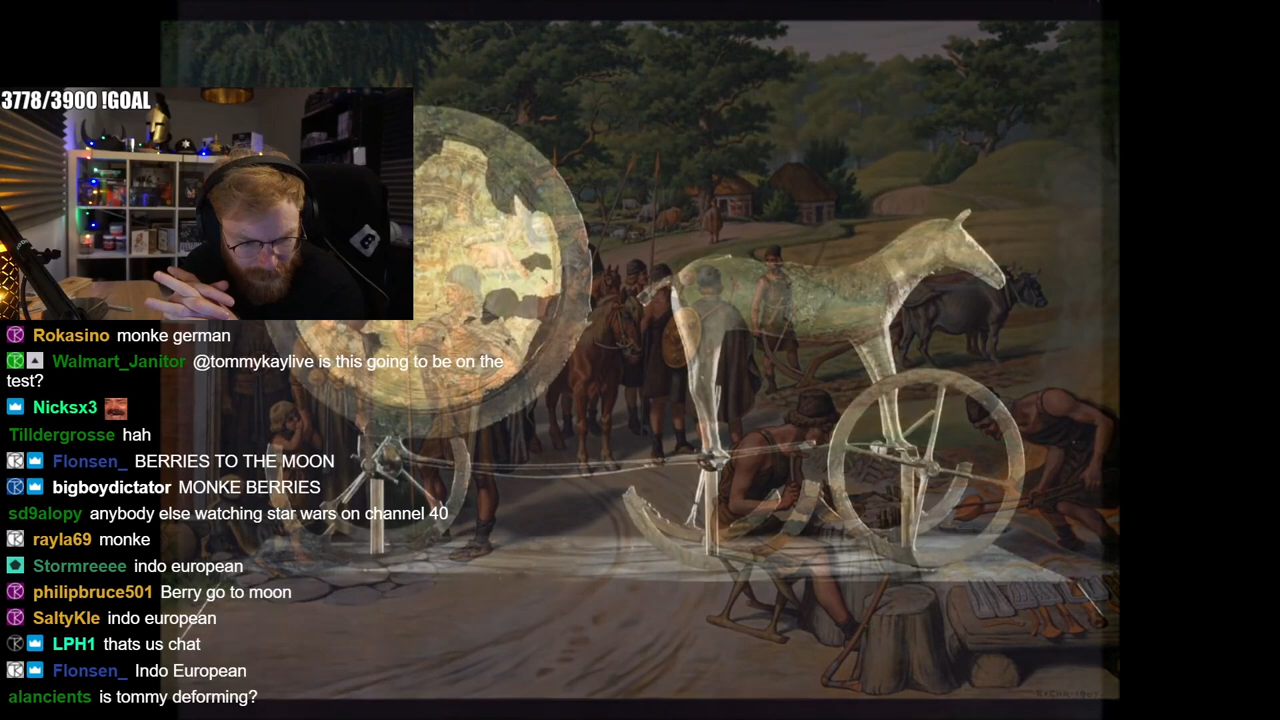 3778/3900 !GOAL
Rokasino monke german
Walmart_Janitor @tommykaylive is this going to be on the
test?
Nicksx3
Tilldergrosse hah
Flonsen_ BERRIES TO THE MOON
bigboydictator MONKE BERRIES
sd9alopy anybody else watching star wars on channel 40
rayla69 monke
Stormreeee indo european
philipbruce501 Berry go to moon
SaltyKle indo european
LPH1 thats us chat
Flonsen_ Indo European
alancients is tommy deforming?